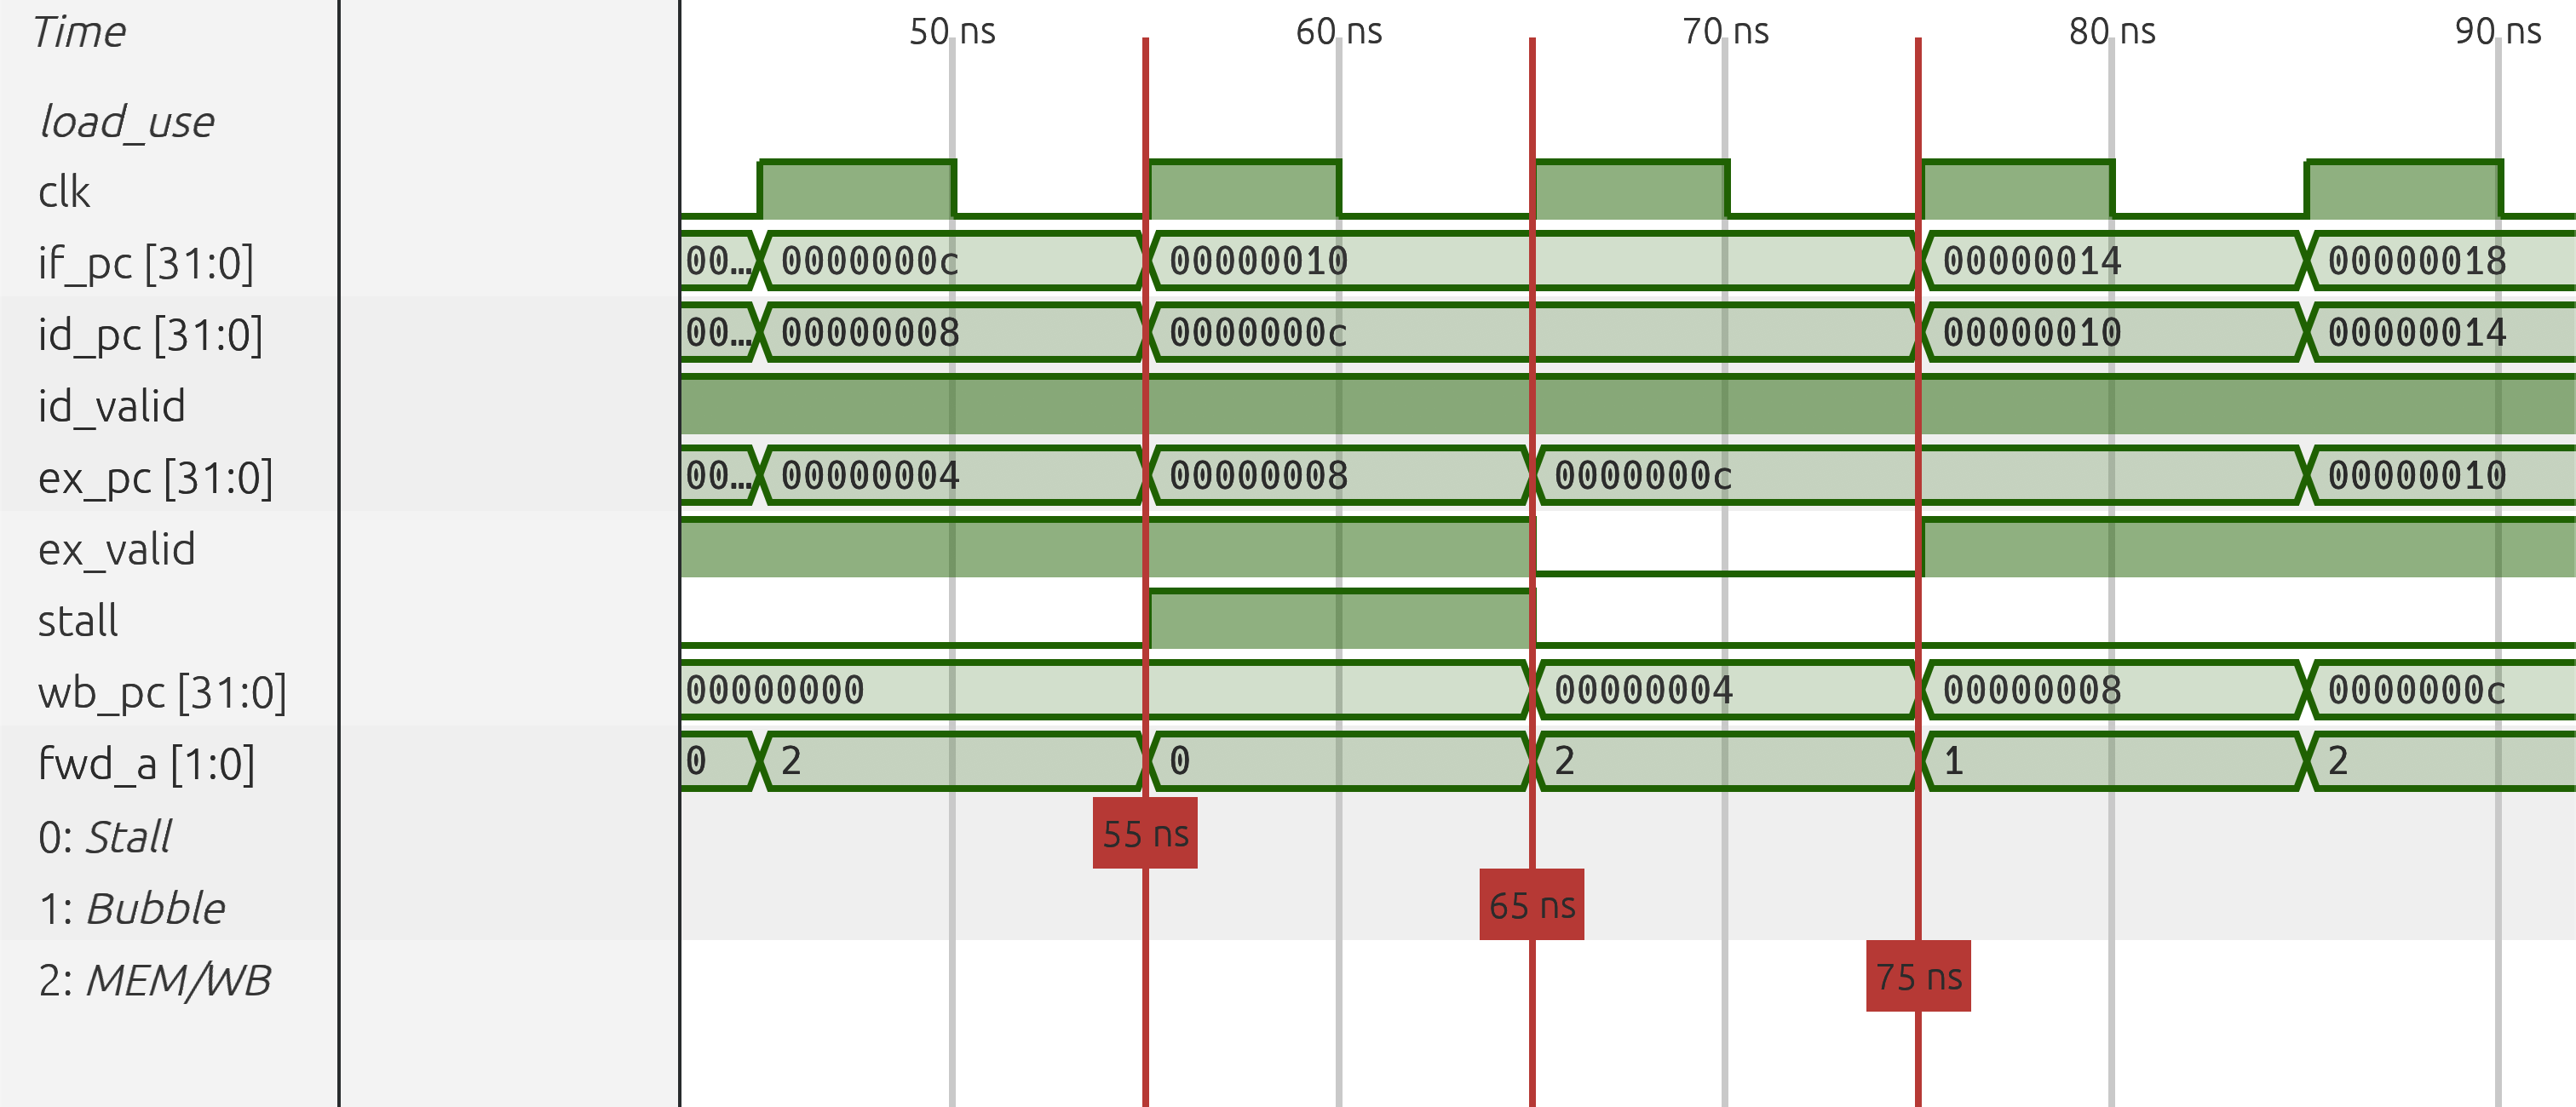 Time 50 ns 60 ns 70 ns 80 ns 90 ns
load_use
clk
if_pc [31:0] 00… 0000000c 00000010 00000014 00000018
id_pc [31:0] 00… 00000008 0000000c 00000010 00000014
id_valid
ex_pc [31:0] 00… 00000004 00000008 0000000c 00000010
ex_valid
stall
wb_pc [31:0] 00000000 00000004 00000008 0000000c
fwd_a [1:0] 0 2 0 2 1 2
0: Stall 55 ns
1: Bubble 65 ns
2: MEM/WB 75 ns